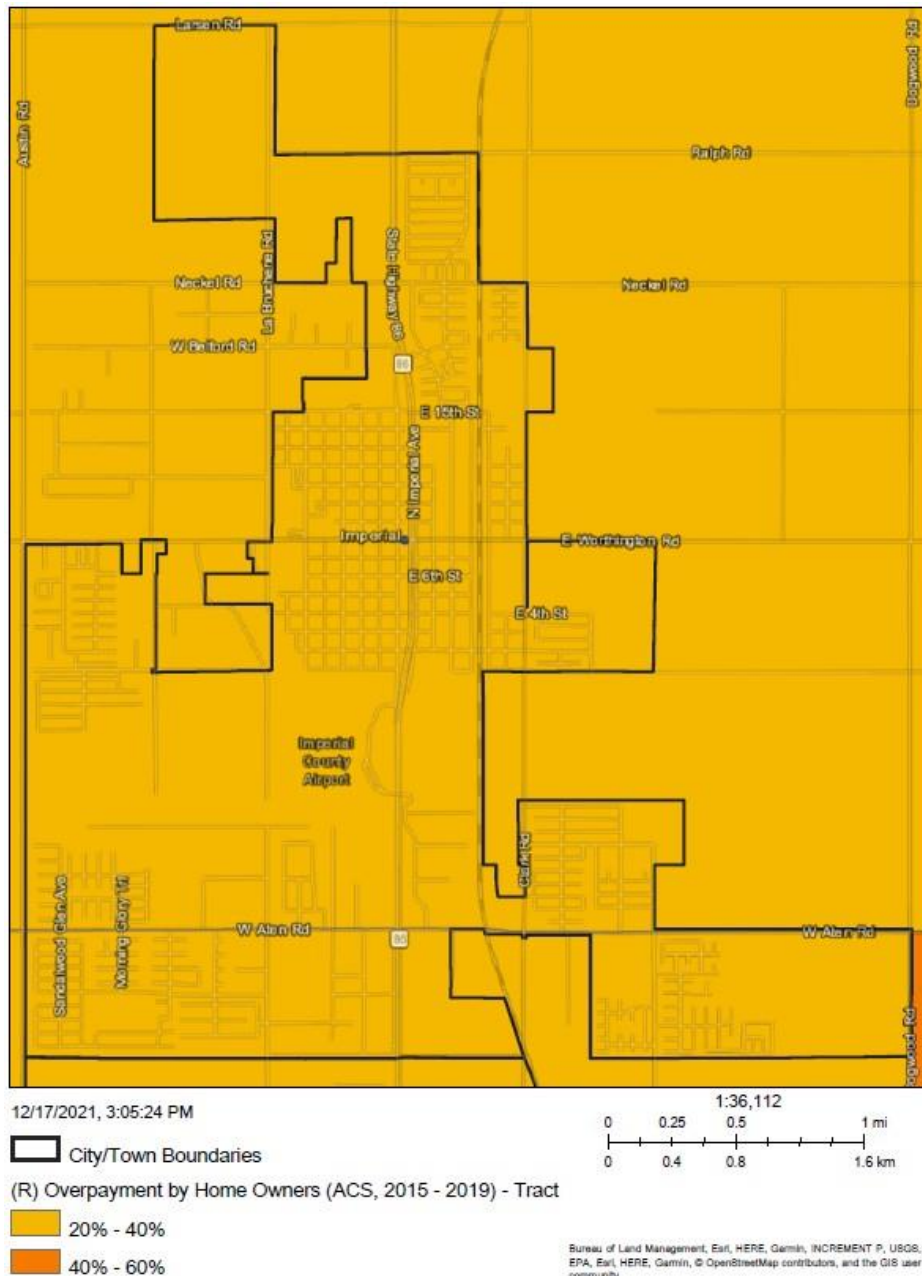 Larsen Rd
Austin Rd
Dogwood Rd
Ralph Rd
La Brucherie Rd
State Highway 86
Neckel Rd
Neckel Rd
W Belford Rd
86
E 15th St
N Imperial Ave
Imperial
E Worthington Rd
E 6th St
E 4th St
Imperial
County
Airport
Clark Rd
Sandalwood Glen Ave
Morning Glory Trl
W Aten Rd
86
W Aten Rd
Dogwood Rd
12/17/2021, 3:05:24 PM
1:36,112
0 0.25 0.5 1 mi
0 0.4 0.8 1.6 km
City/Town Boundaries
(R) Overpayment by Home Owners (ACS, 2015 - 2019) - Tract
20% - 40%
40% - 60%
Bureau of Land Management, Esri, HERE, Garmin, INCREMENT P, USGS,
EPA, Esri, HERE, Garmin, © OpenStreetMap contributors, and the GIS user
community